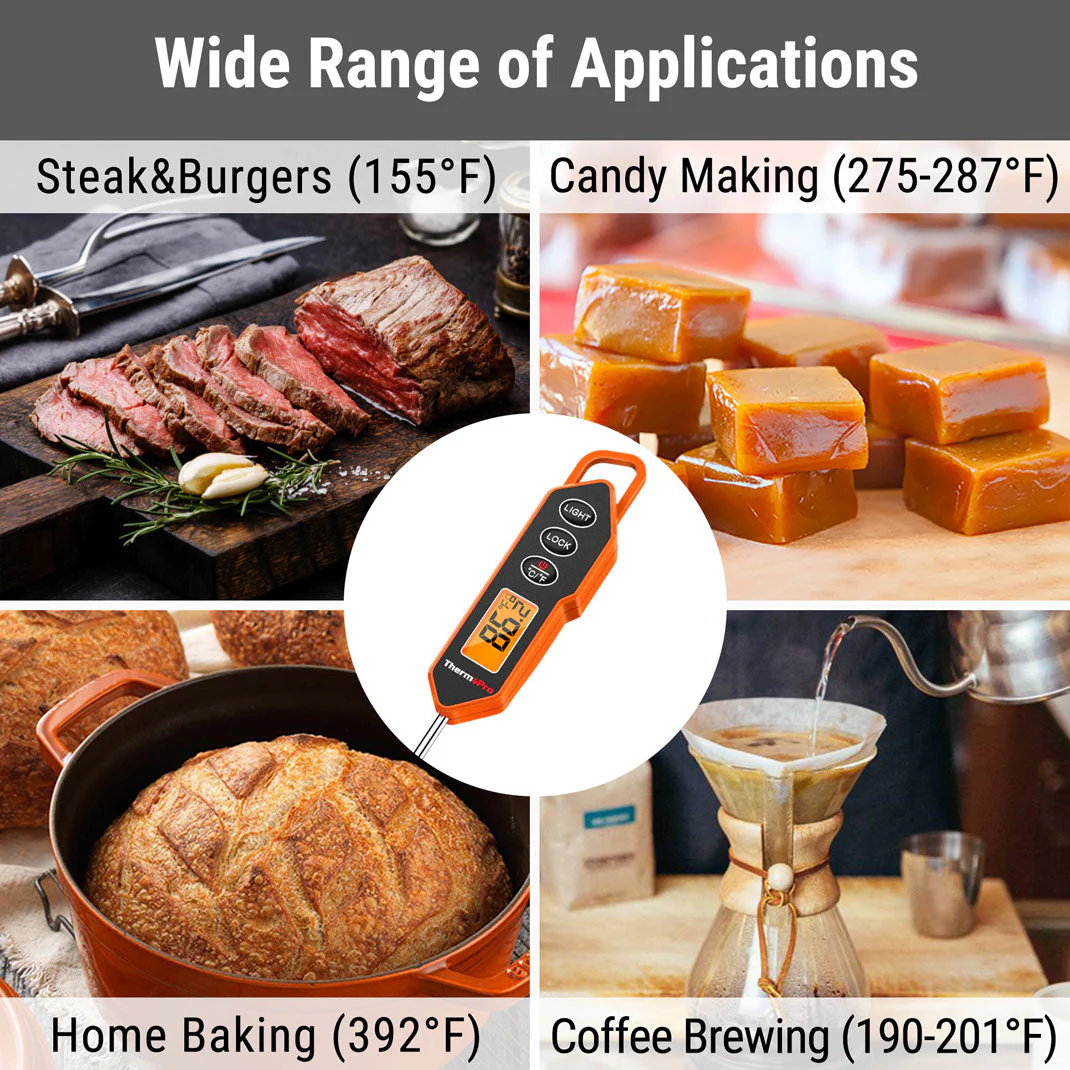 Wide Range of Applications
Steak&Burgers (155°F)
Candy Making (275-287°F)
LIGHT
LOCK
°C/°F
ThermoPro
Home Baking (392°F)
Coffee Brewing (190-201°F)